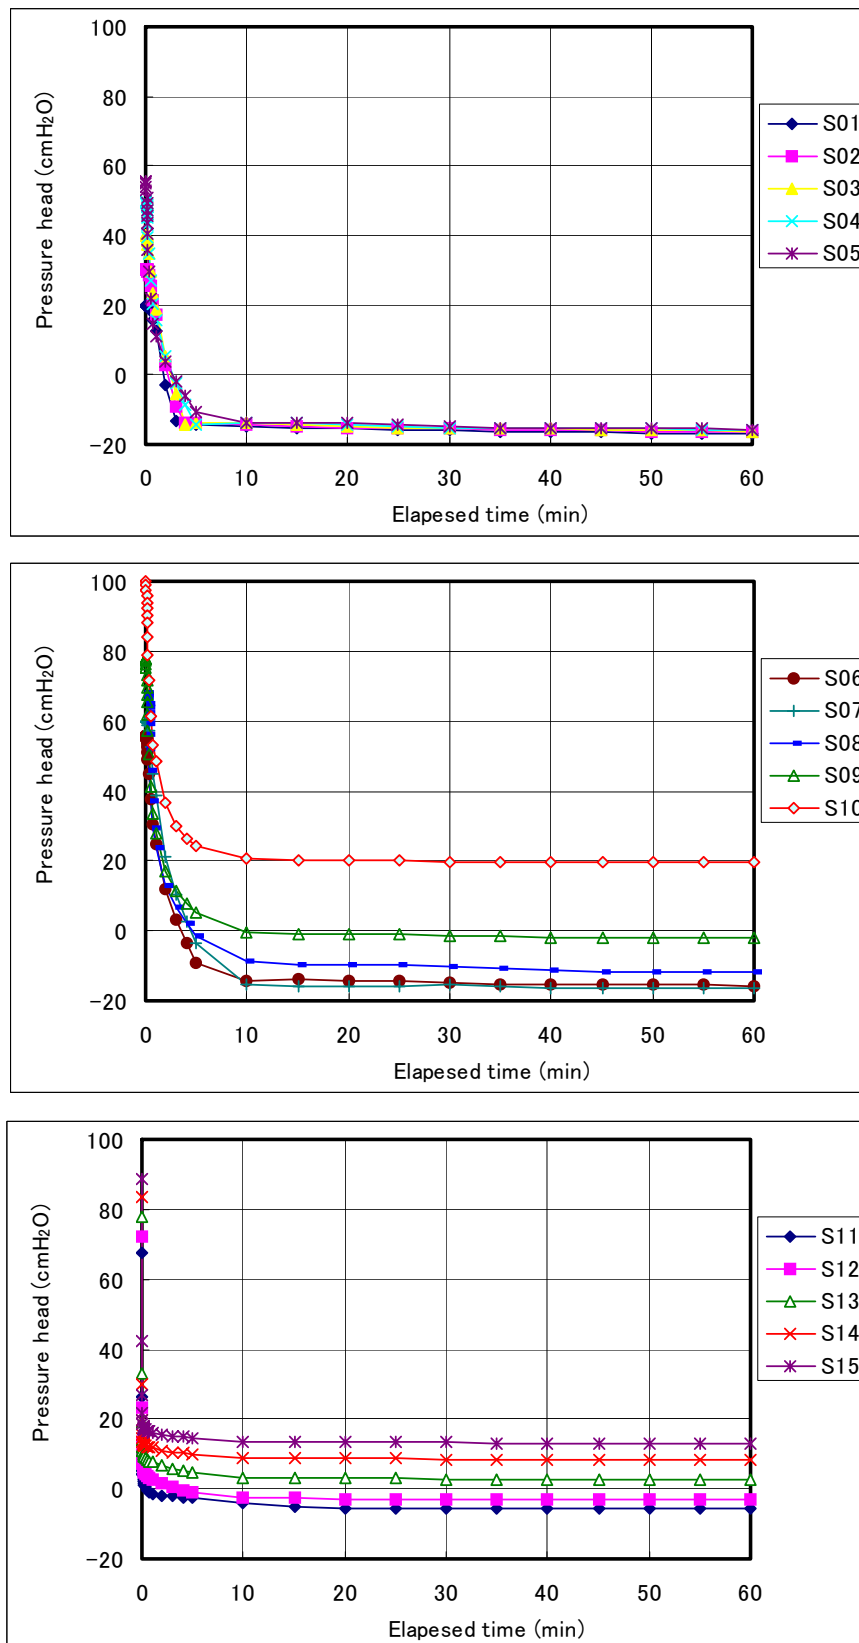 100
80
60
40
20
0
−20
Pressure head (cmH₂O)
0 10 20 30 40 50 60
Elapesed time (min)
S01
S02
S03
S04
S05
100
80
60
40
20
0
−20
Pressure head (cmH₂O)
0 10 20 30 40 50 60
Elapesed time (min)
S06
S07
S08
S09
S10
100
80
60
40
20
0
−20
Pressure head (cmH₂O)
0 10 20 30 40 50 60
Elapesed time (min)
S11
S12
S13
S14
S15